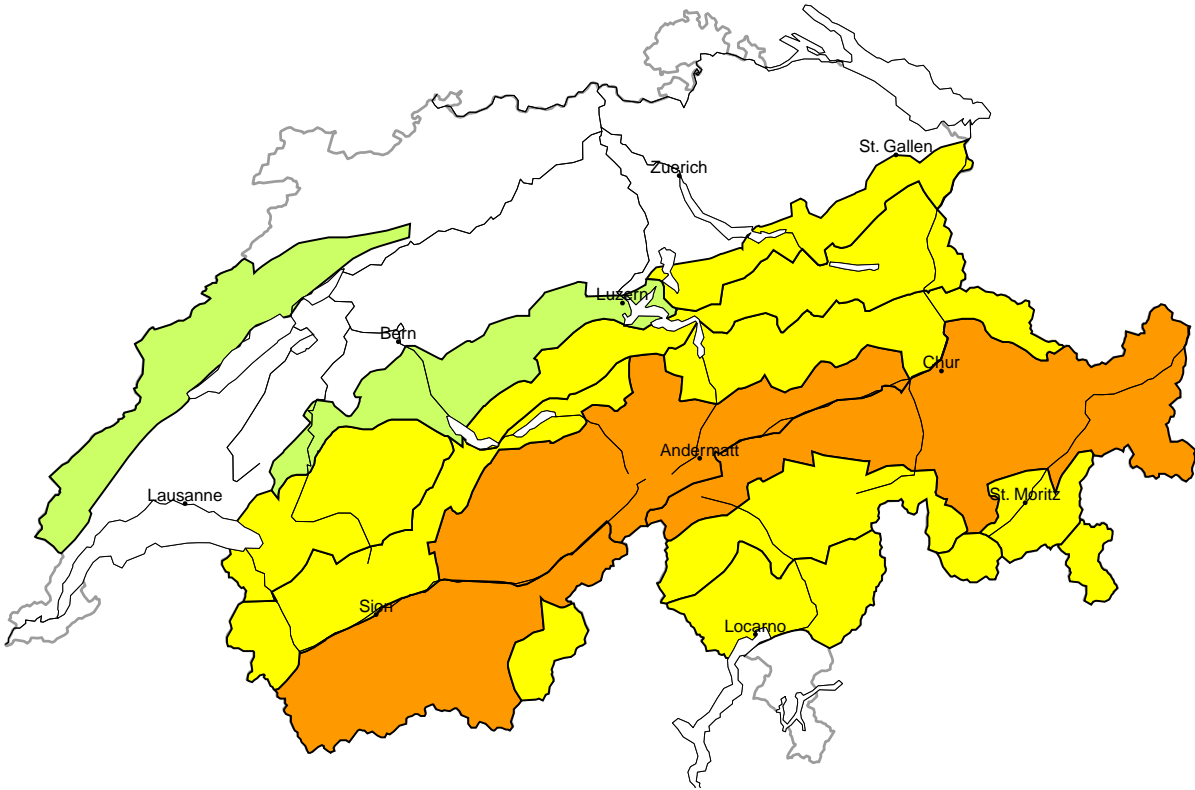 St. Gallen
Zuerich
Luzern
Bern
Chur
Andermatt
Lausanne
St. Moritz
Sion
Locarno